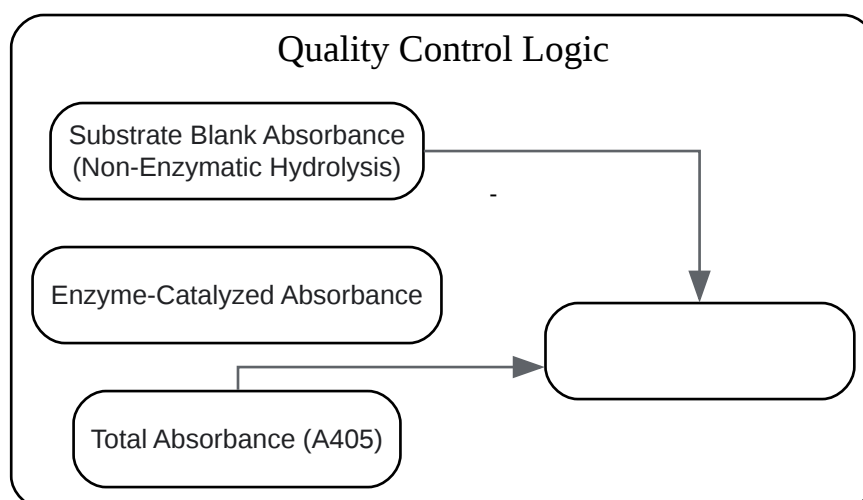 Quality Control Logic
Substrate Blank Absorbance
(Non-Enzymatic Hydrolysis)
-
Enzyme-Catalyzed Absorbance
Total Absorbance (A405)